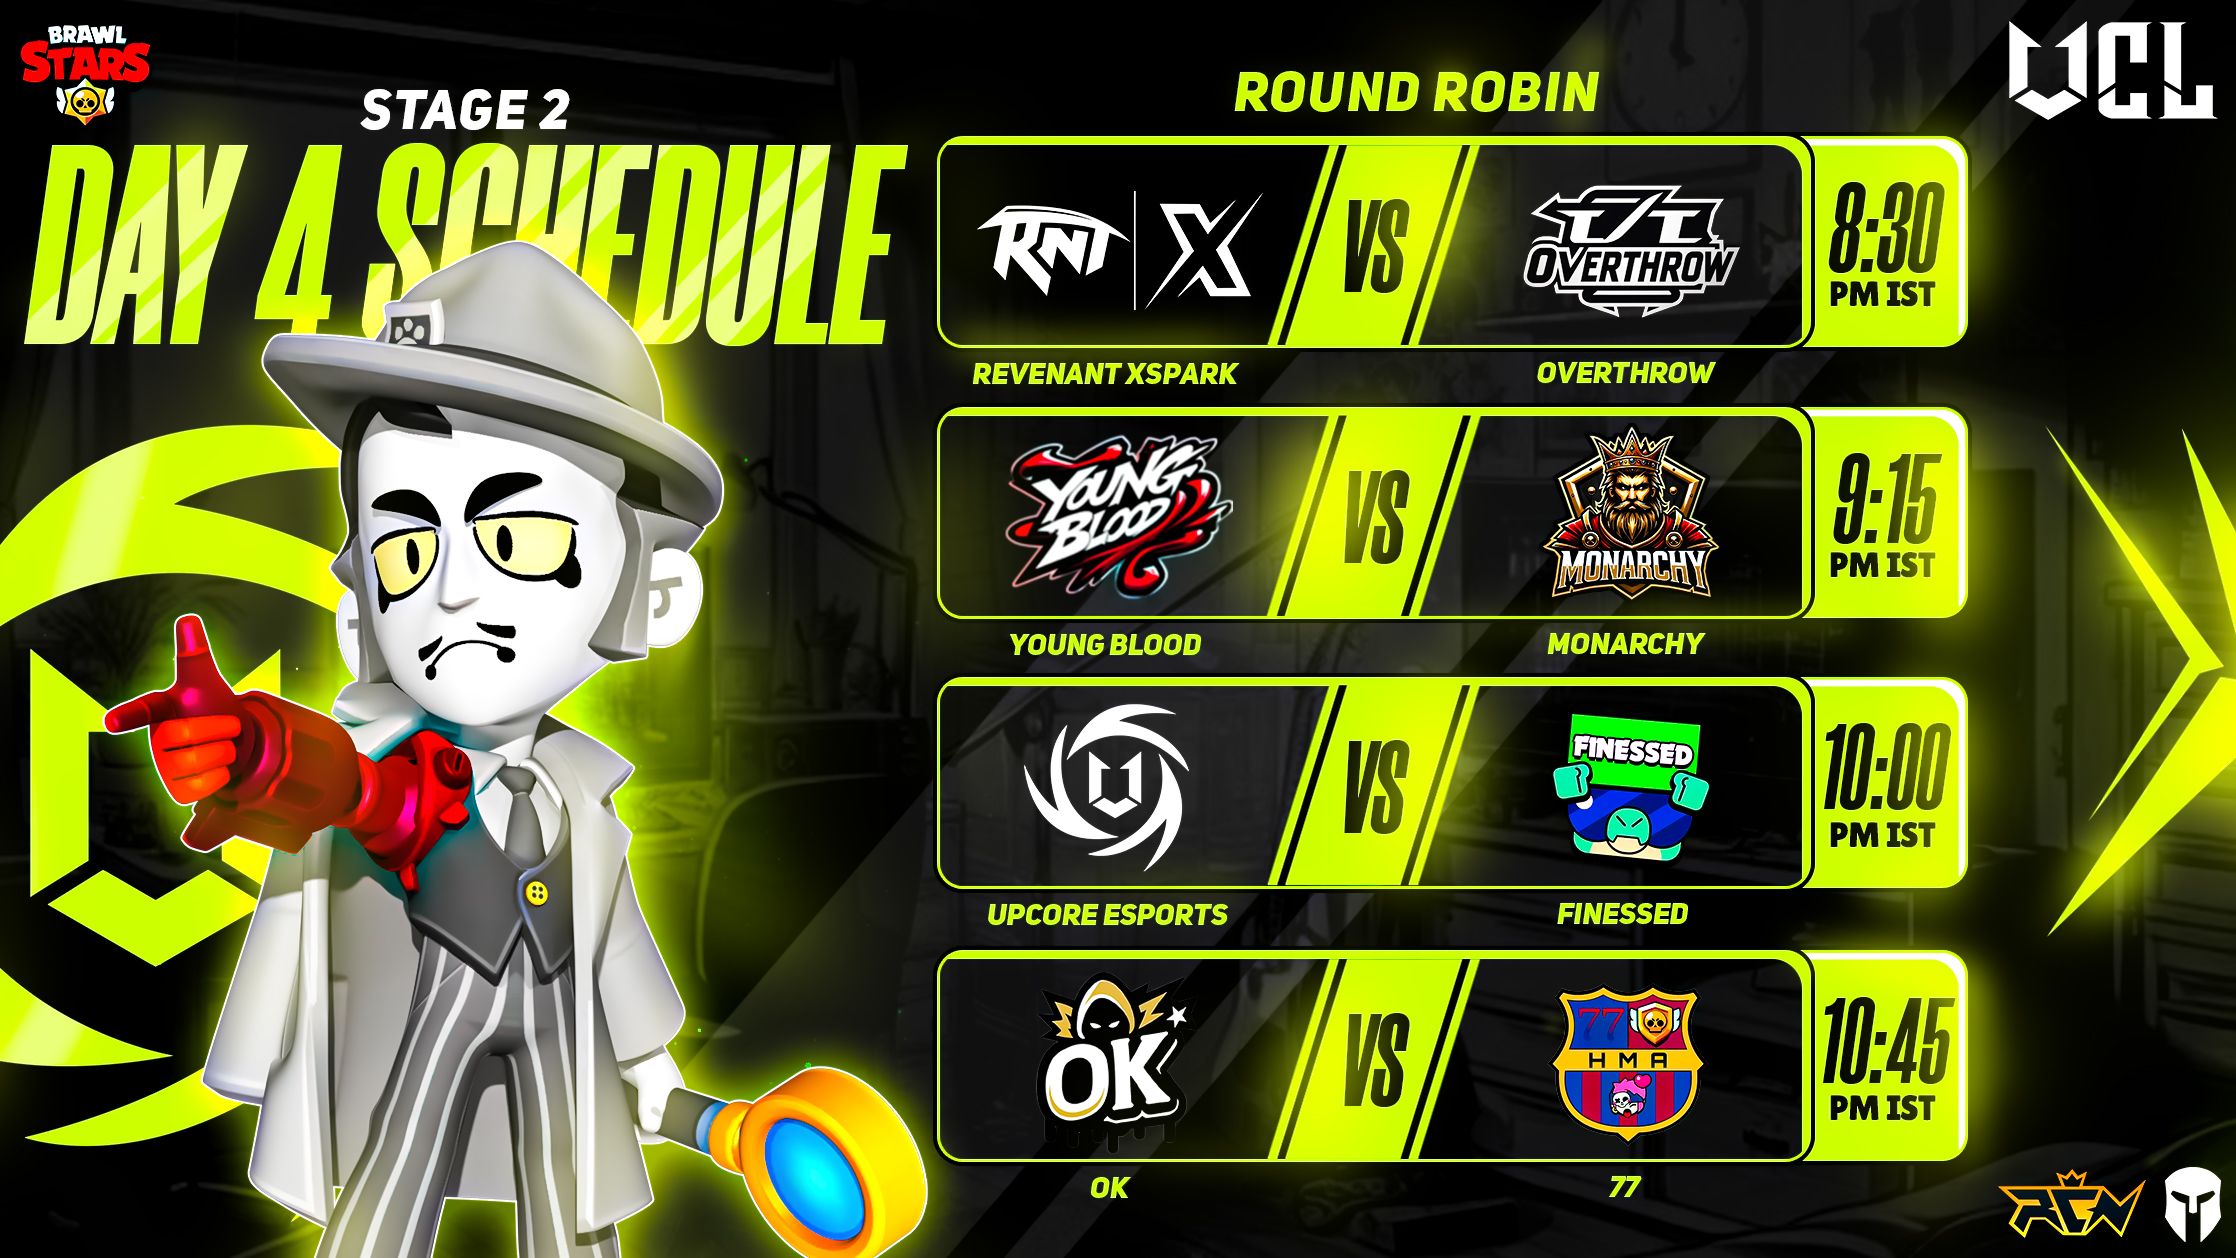 BRAWL
STARS
STAGE 2
DAY 4 SCHEDULE
ROUND ROBIN
UCL
RNT X
VS
OVERTHROW
8:30
PM IST
REVENANT XSPARK
OVERTHROW
YOUNG
BLOOD
VS
MONARCHY
9:15
PM IST
YOUNG BLOOD
MONARCHY
VS
FINESSED
10:00
PM IST
UPCORE ESPORTS
FINESSED
OK
VS
77
HMA
10:45
PM IST
OK
77